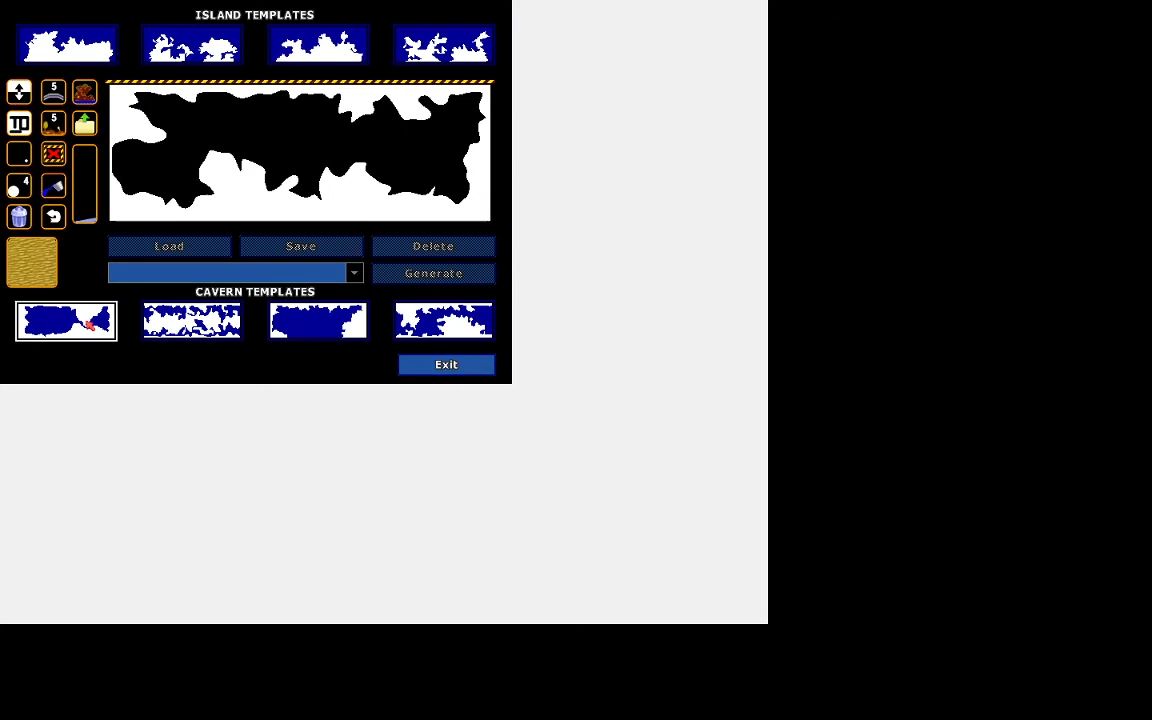 ISLAND TEMPLATES
5
5
4
Load
Save
Delete
Generate
CAVERN TEMPLATES
Exit